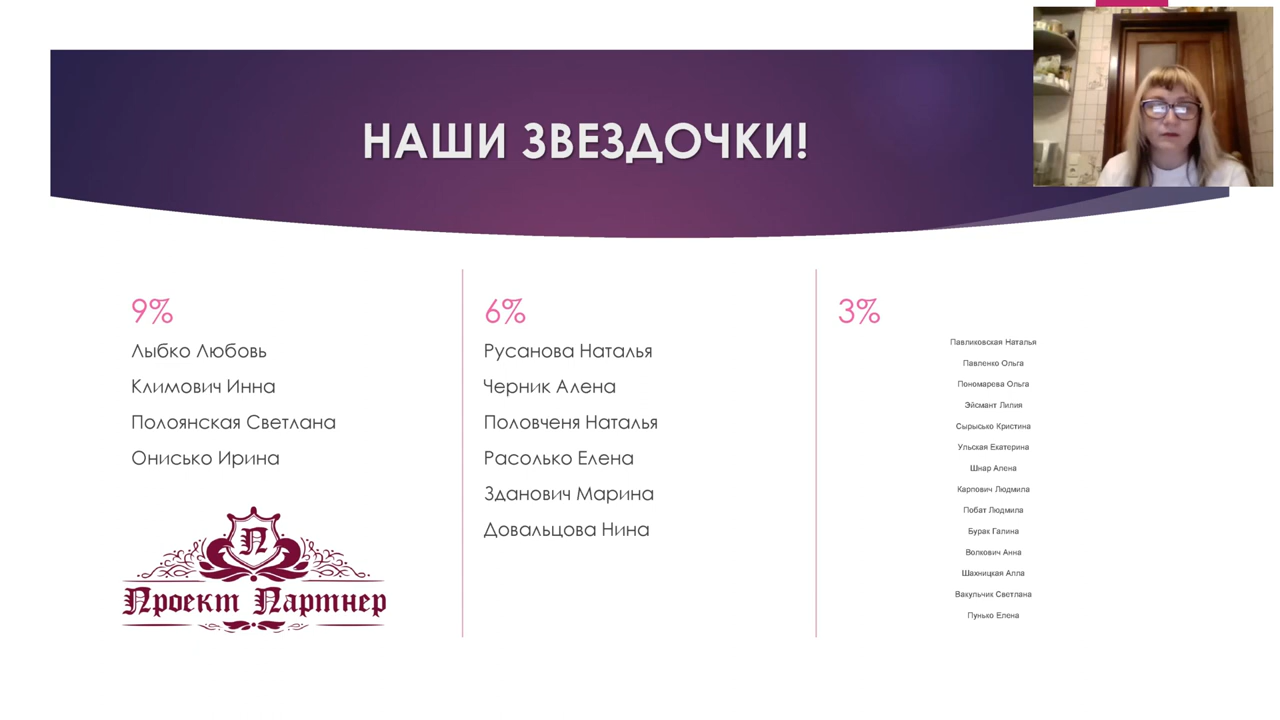 НАШИ ЗВЕЗДОЧКИ!
9%
Лыбко Любовь
Климович Инна
Полоянская Светлана
Онисько Ирина
П
Проект Партнер
6%
Русанова Наталья
Черник Алена
Половченя Наталья
Расолько Елена
Зданович Марина
Довальцова Нина
3%
Павликовская Наталья
Павленко Ольга
Пономарева Ольга
Эйсмант Лилия
Сырысько Кристина
Ульская Екатерина
Шнар Алена
Карпович Людмила
Побат Людмила
Бурак Галина
Волкович Анна
Шахницкая Алла
Вакульчик Светлана
Пунько Елена